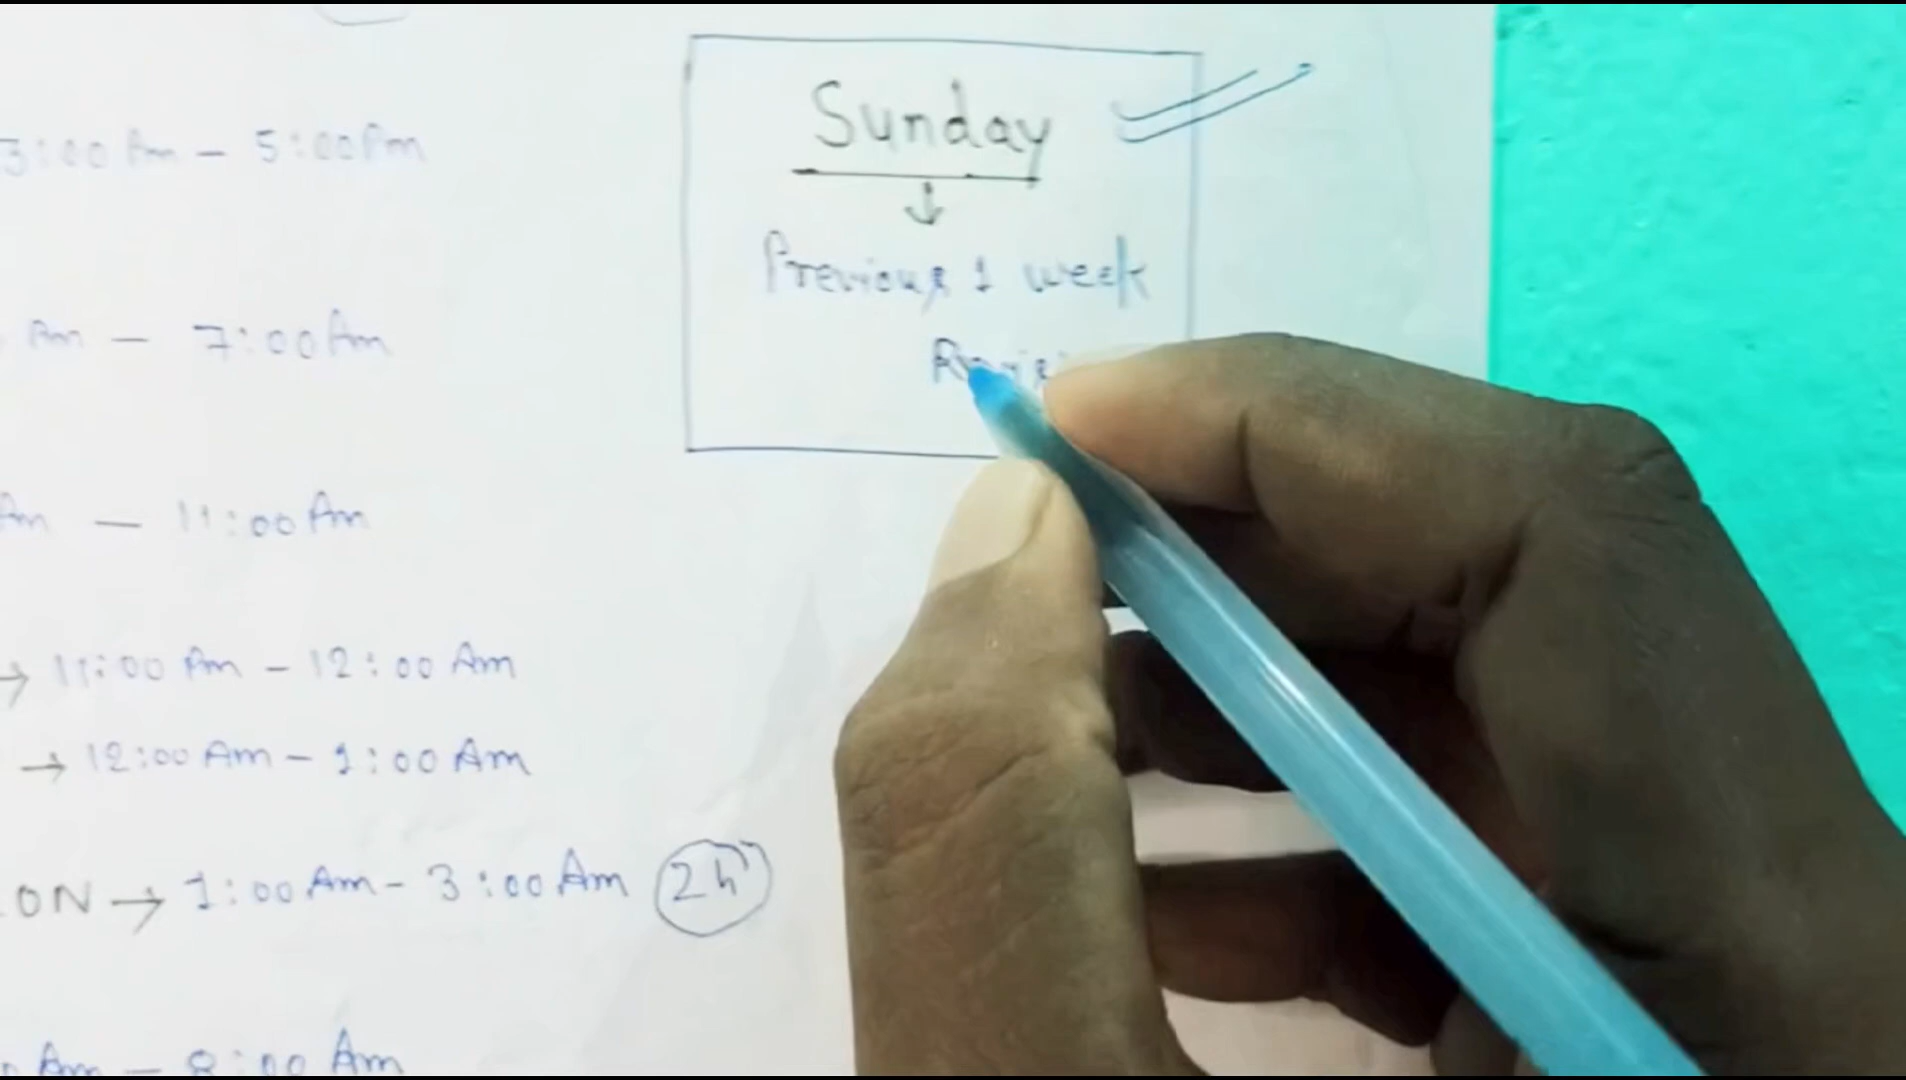 Sunday
↓
Previous 1 week
3:00 Am - 5:00 Am
Am - 7:00 Am
Am - 11:00 Am
→ 11:00 Am - 12:00 Am
→ 12:00 Am - 1:00 Am
ION → 1:00 Am - 3:00 Am 2h
Am - 8:00 Am